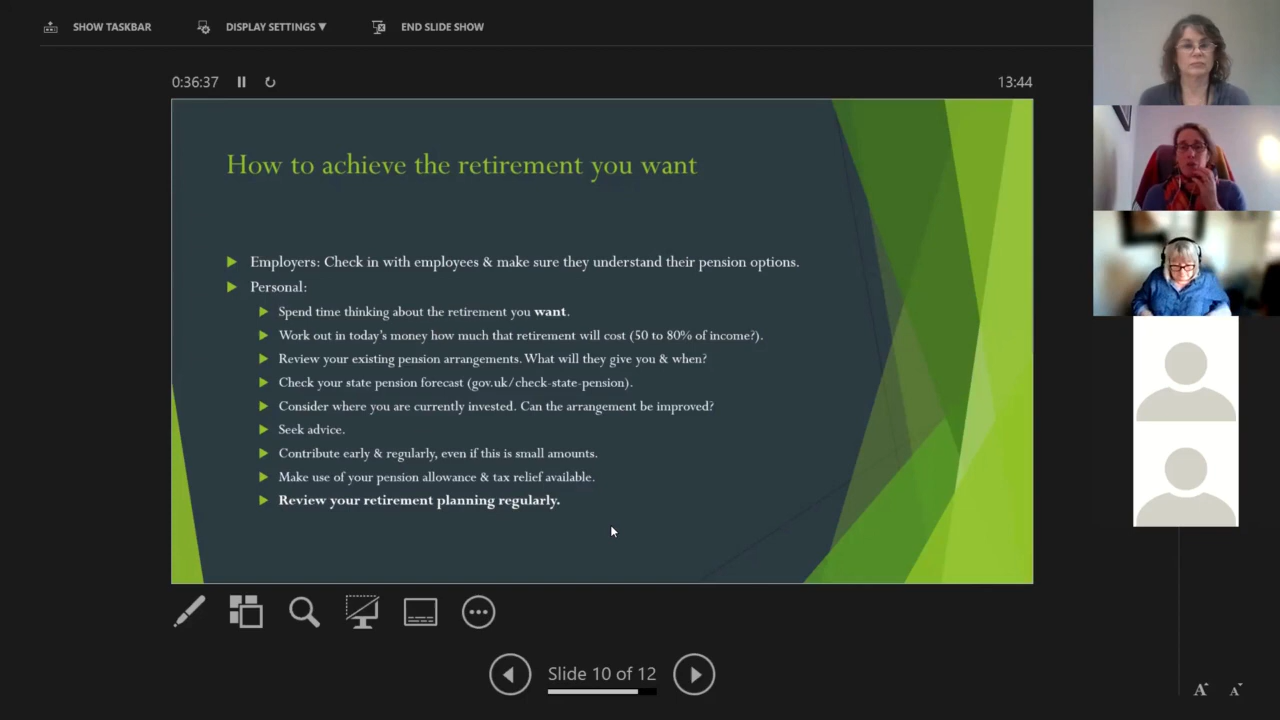 SHOW TASKBAR DISPLAY SETTINGS ▼ END SLIDE SHOW
0:36:37 13:44
How to achieve the retirement you want
Employers: Check in with employees & make sure they understand their pension options.
Personal:
Spend time thinking about the retirement you want.
Work out in today's money how much that retirement will cost (50 to 80% of income?).
Review your existing pension arrangements. What will they give you & when?
Check your state pension forecast (gov.uk/check-state-pension).
Consider where you are currently invested. Can the arrangement be improved?
Seek advice.
Contribute early & regularly, even if this is small amounts.
Make use of your pension allowance & tax relief available.
Review your retirement planning regularly.
Slide 10 of 12
A A